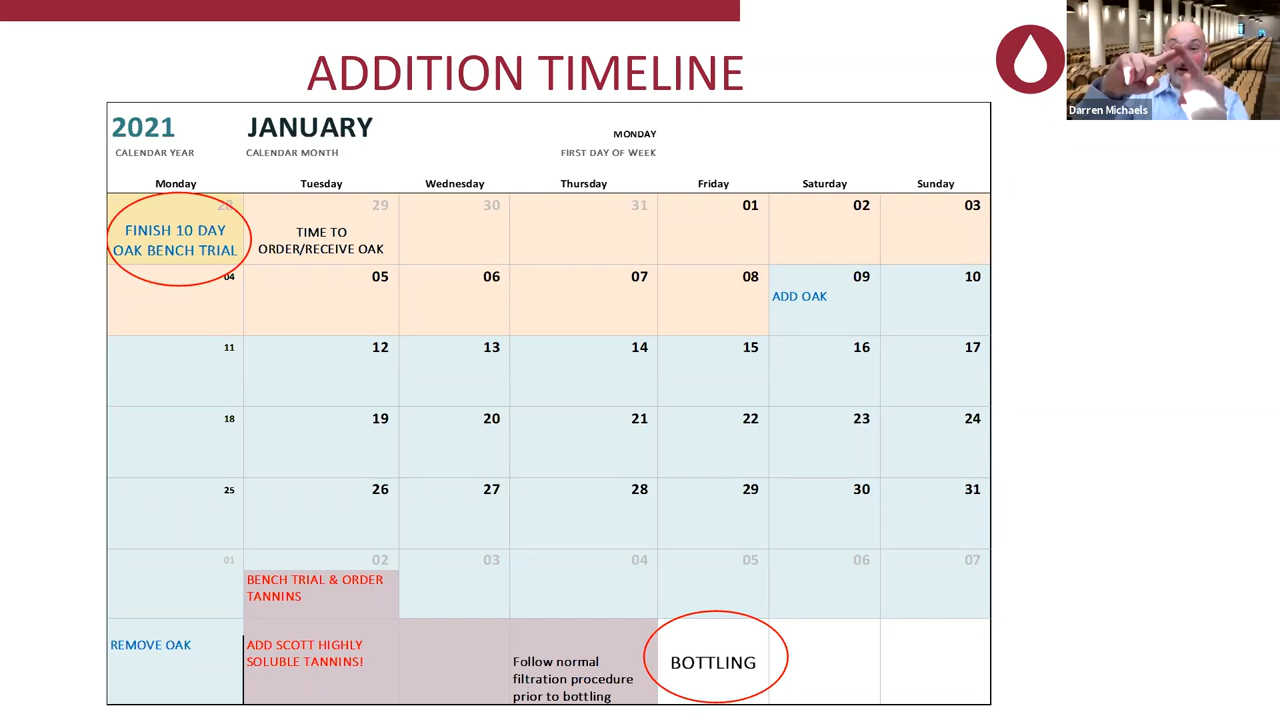 ADDITION TIMELINE
Darren Michaels
2021 JANUARY MONDAY
CALENDAR YEAR CALENDAR MONTH FIRST DAY OF WEEK
Monday Tuesday Wednesday Thursday Friday Saturday Sunday
28 29 30 31 01 02 03
FINISH 10 DAY
OAK BENCH TRIAL
TIME TO
ORDER/RECEIVE OAK
04 05 06 07 08 09 10
ADD OAK
11 12 13 14 15 16 17
18 19 20 21 22 23 24
25 26 27 28 29 30 31
01 02 03 04 05 06 07
BENCH TRIAL & ORDER
TANNINS
REMOVE OAK
ADD SCOTT HIGHLY
SOLUBLE TANNINS!
Follow normal
filtration procedure
prior to bottling
BOTTLING